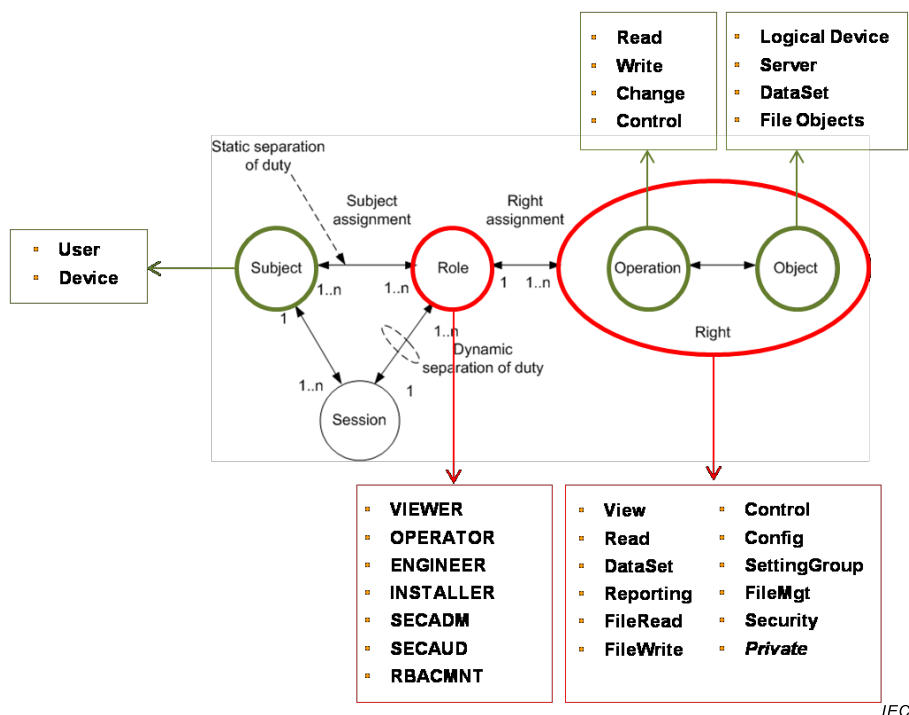 Read
Write
Change
Control
Logical Device
Server
DataSet
File Objects
Static separation
of duty
Subject
assignment
Right
assignment
User
Device
Subject
Role
Operation
Object
1..n
1..n
1
1..n
Right
1
1..n
Dynamic
separation of duty
1..n
1
Session
VIEWER
OPERATOR
ENGINEER
INSTALLER
SECADM
SECAUD
RBACMNT
View
Read
DataSet
Reporting
FileRead
FileWrite
Control
Config
SettingGroup
FileMgt
Security
Private
IEC